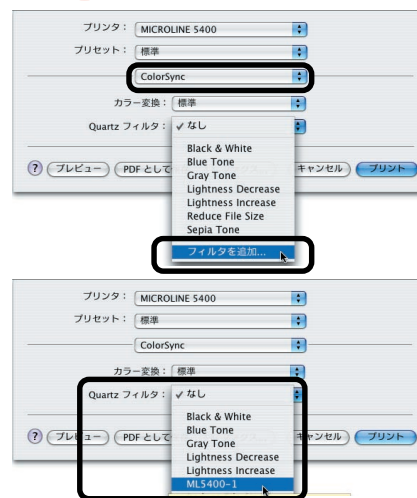 プリンタ： MICROLINE 5400
プリセット： 標準
ColorSync
カラー変換： 標準
Quartz フィルタ： ✓ なし
Black & White
Blue Tone
Gray Tone
Lightness Decrease
Lightness Increase
Reduce File Size
Sepia Tone
フィルタを追加...
? プレビュー PDF として キャンセル プリント
プリンタ： MICROLINE 5400
プリセット： 標準
ColorSync
カラー変換： 標準
Quartz フィルタ： ✓ なし
Black & White
Blue Tone
Gray Tone
Lightness Decrease
Lightness Increase
ML5400-1
? プレビュー PDF として キャンセル プリント